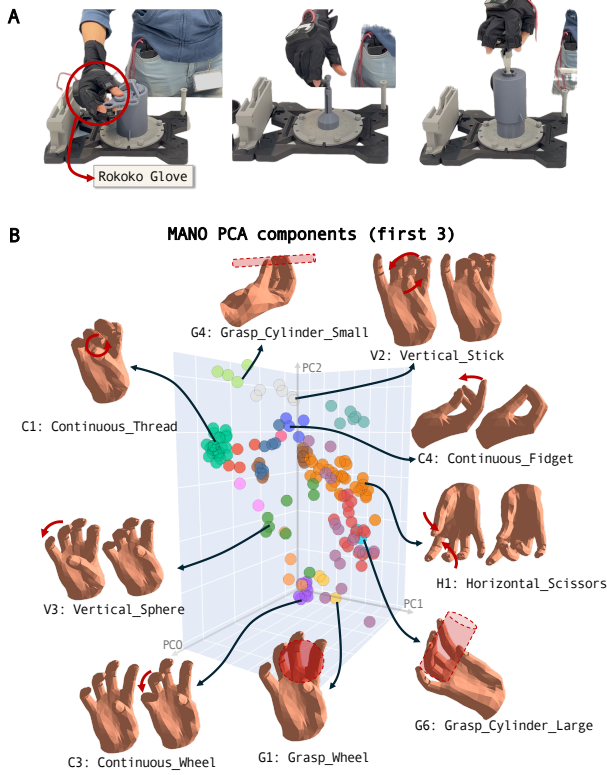 A
Rokoko Glove
B
MANO PCA components (first 3)
G4: Grasp_Cylinder_Small
V2: Vertical_Stick
C1: Continuous_Thread
PC2
C4: Continuous_Fidget
V3: Vertical_Sphere
H1: Horizontal_Scissors
PC1
PC0
G6: Grasp_Cylinder_Large
C3: Continuous_Wheel
G1: Grasp_Wheel